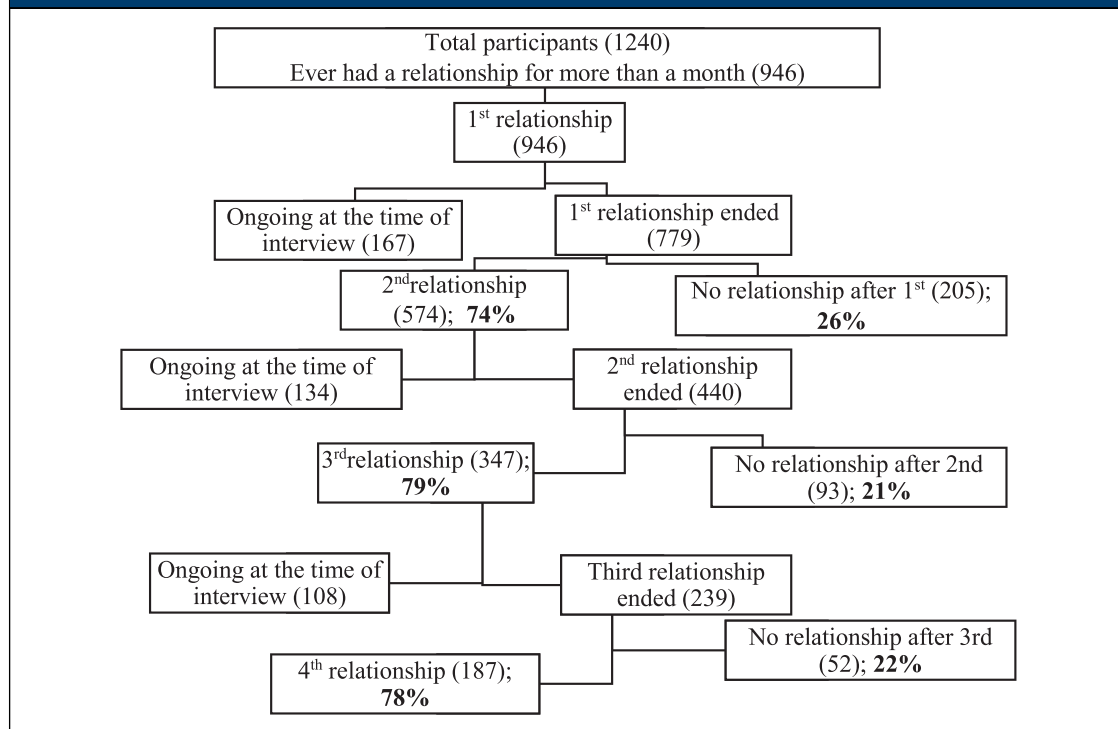 Total participants (1240)
Ever had a relationship for more than a month (946)
1st relationship
(946)
Ongoing at the time of
interview (167)
1st relationship ended
(779)
2ndrelationship
(574); 74%
No relationship after 1st (205);
26%
Ongoing at the time of
interview (134)
2nd relationship
ended (440)
3rdrelationship (347);
79%
No relationship after 2nd
(93); 21%
Ongoing at the time of
interview (108)
Third relationship
ended (239)
No relationship after 3rd
(52); 22%
4th relationship (187);
78%